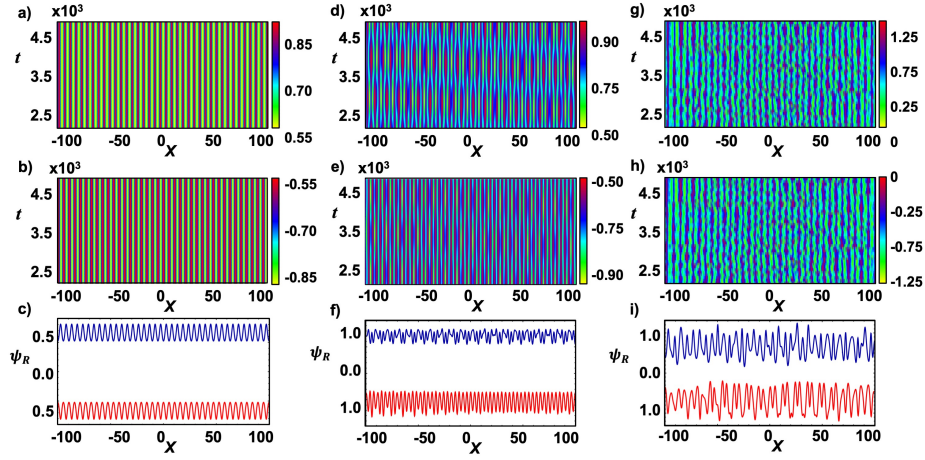 a) x10³
4.5
3.5
2.5
t
-100 -50 0 50 100
X
0.85
0.70
0.55
d) x10³
4.5
3.5
2.5
t
-100 -50 0 50 100
X
0.90
0.75
0.50
g) x10³
4.5
3.5
2.5
t
-100 -50 0 50 100
X
1.25
0.75
0.25
0
b) x10³
4.5
3.5
2.5
t
-100 -50 0 50 100
X
-0.55
-0.70
-0.85
e) x10³
4.5
3.5
2.5
t
-100 -50 0 50 100
X
-0.50
-0.75
-0.90
h) x10³
4.5
3.5
2.5
t
-100 -50 0 50 100
X
0
-0.25
-0.75
-1.25
c)
0.5
ψR 0.0
0.5
-100 -50 0 50 100
X
f)
1.0
ψR 0.0
1.0
-100 -50 0 50 100
X
i)
1.0
ψR 0.0
1.0
-100 -50 0 50 100
X